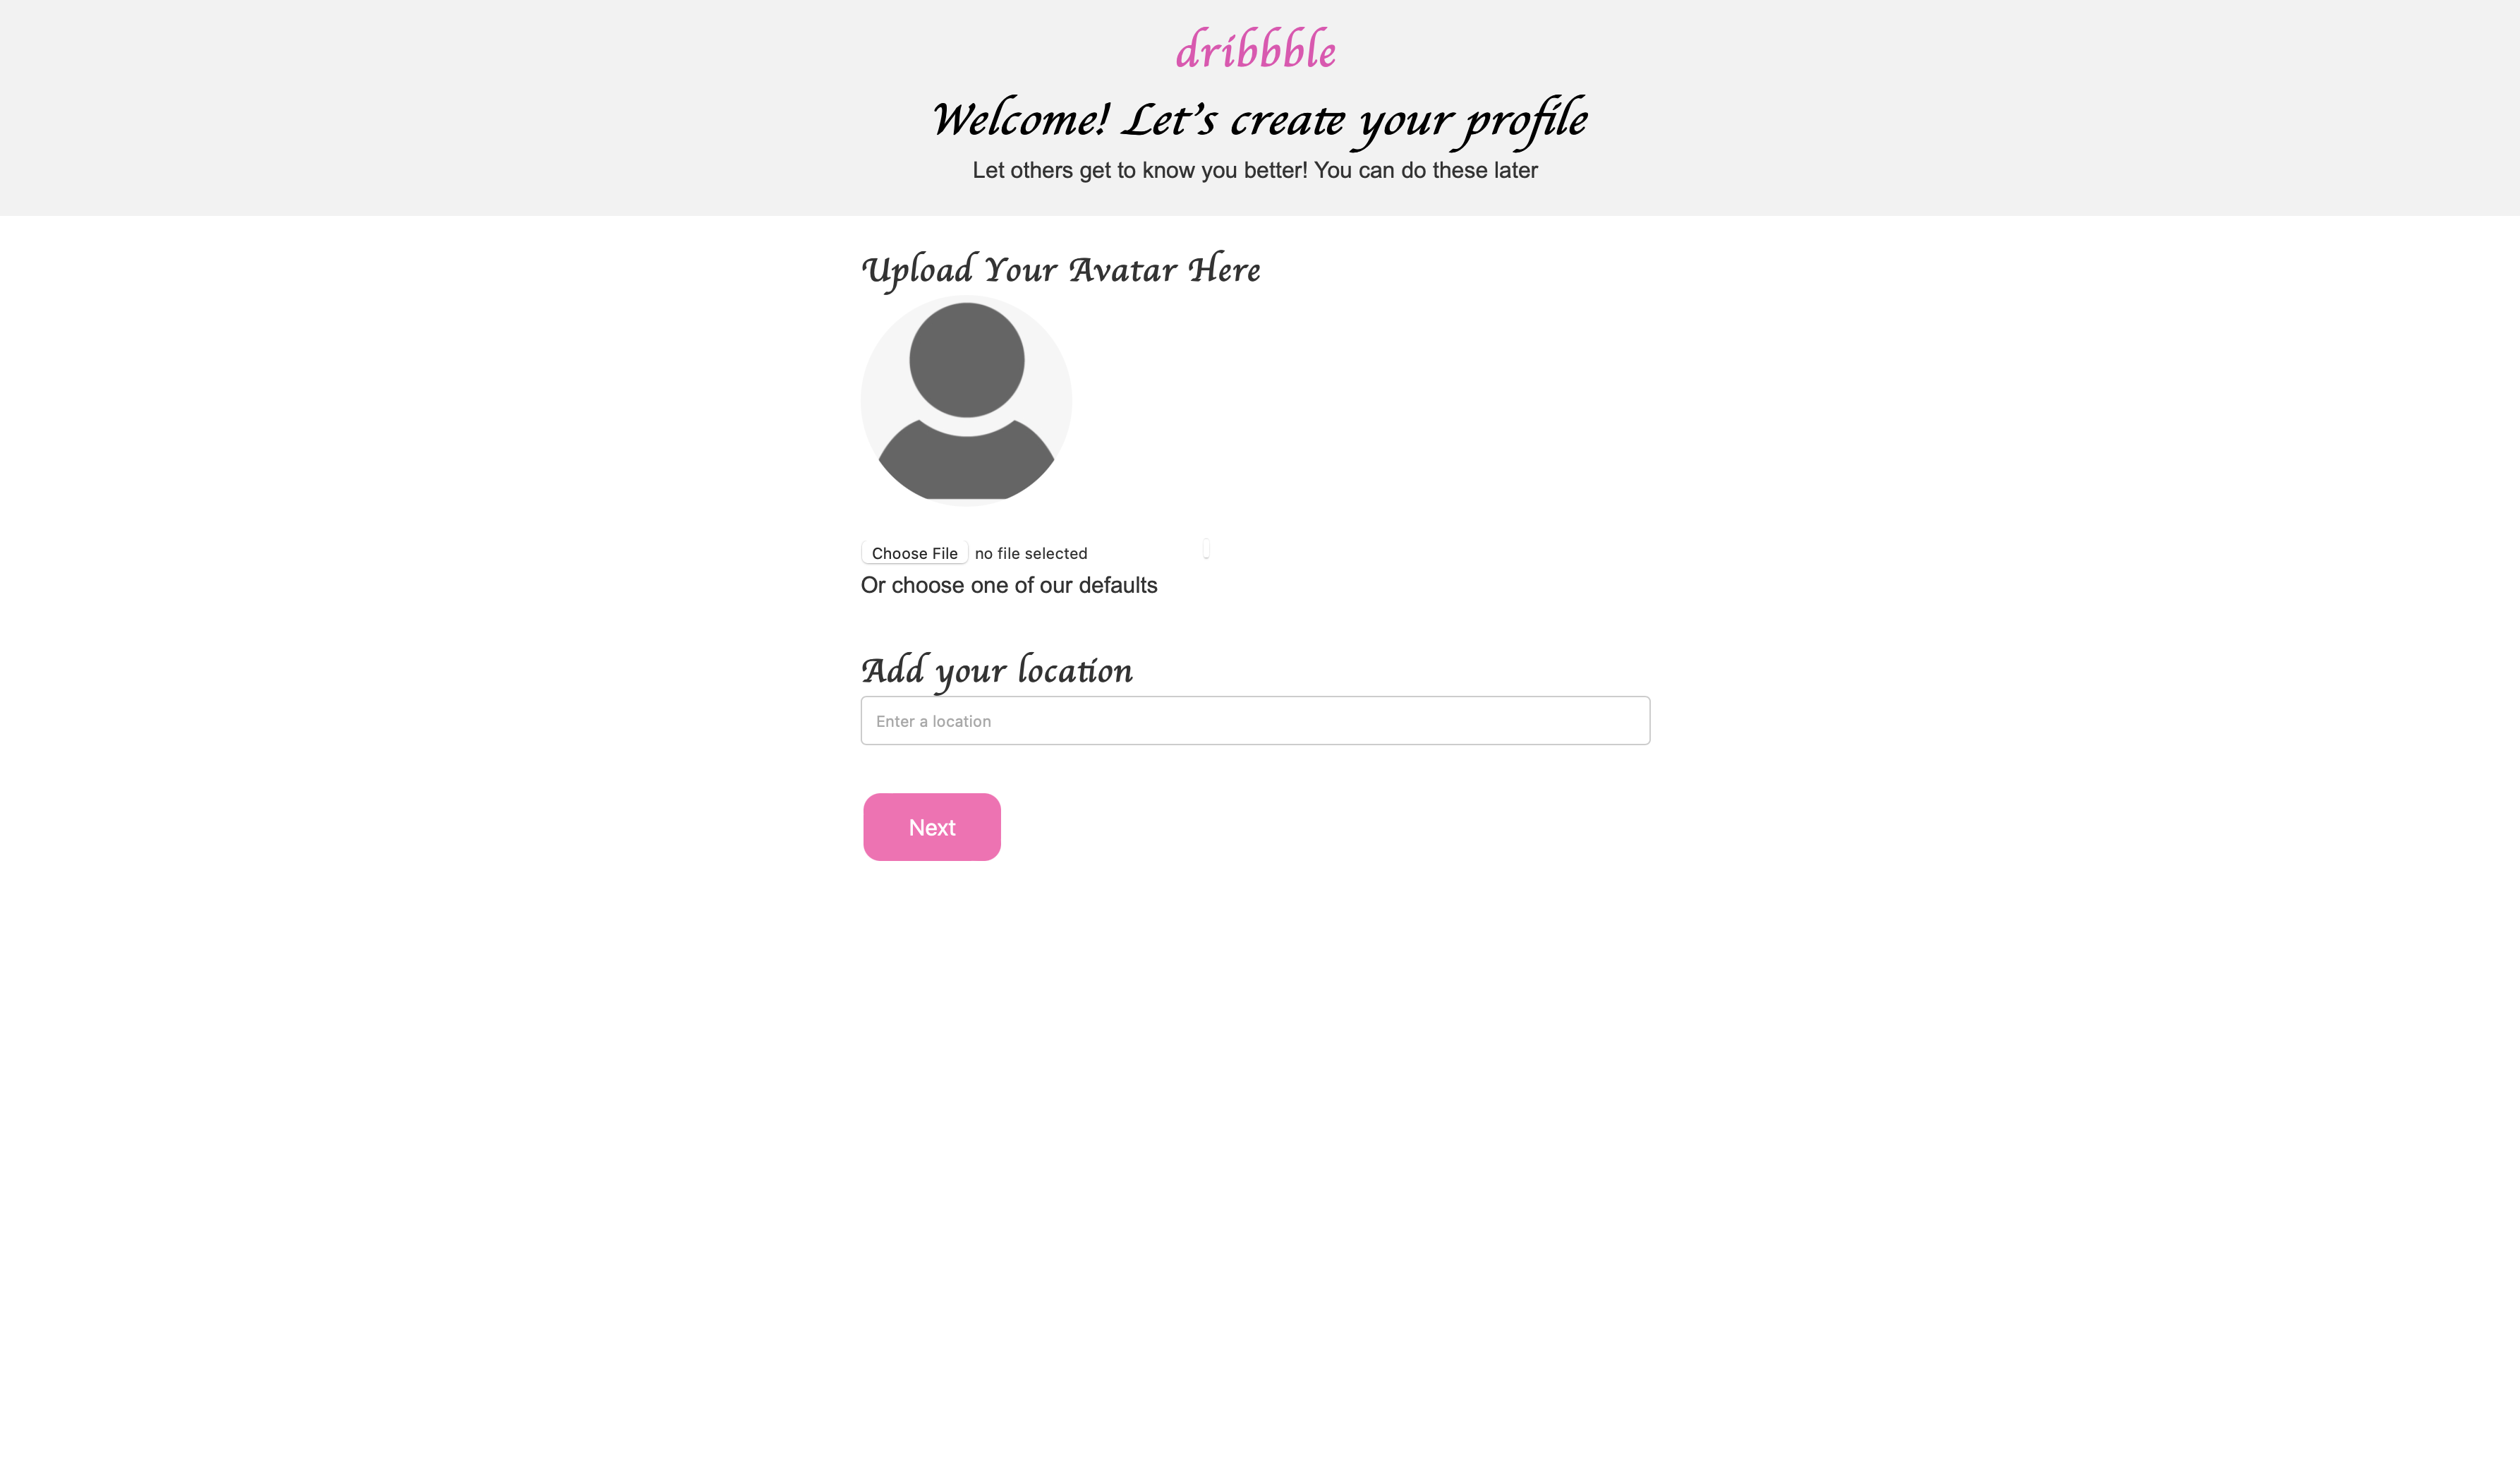 dribbble
Welcome! Let's create your profile
Let others get to know you better! You can do these later
Upload Your Avatar Here
Choose File no file selected
Or choose one of our defaults
Add your location
Enter a location
Next